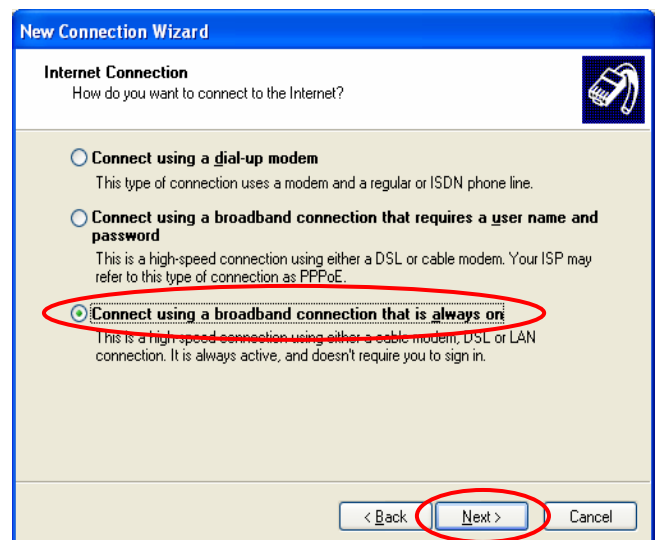 New Connection Wizard
Internet Connection
How do you want to connect to the Internet?
Connect using a dial-up modem
This type of connection uses a modem and a regular or ISDN phone line.
Connect using a broadband connection that requires a user name and
password
This is a high-speed connection using either a DSL or cable modem. Your ISP may
refer to this type of connection as PPPoE.
Connect using a broadband connection that is always on
This is a high-speed connection using either a cable modem, DSL or LAN
connection. It is always active, and doesn't require you to sign in.
< Back
Next >
Cancel